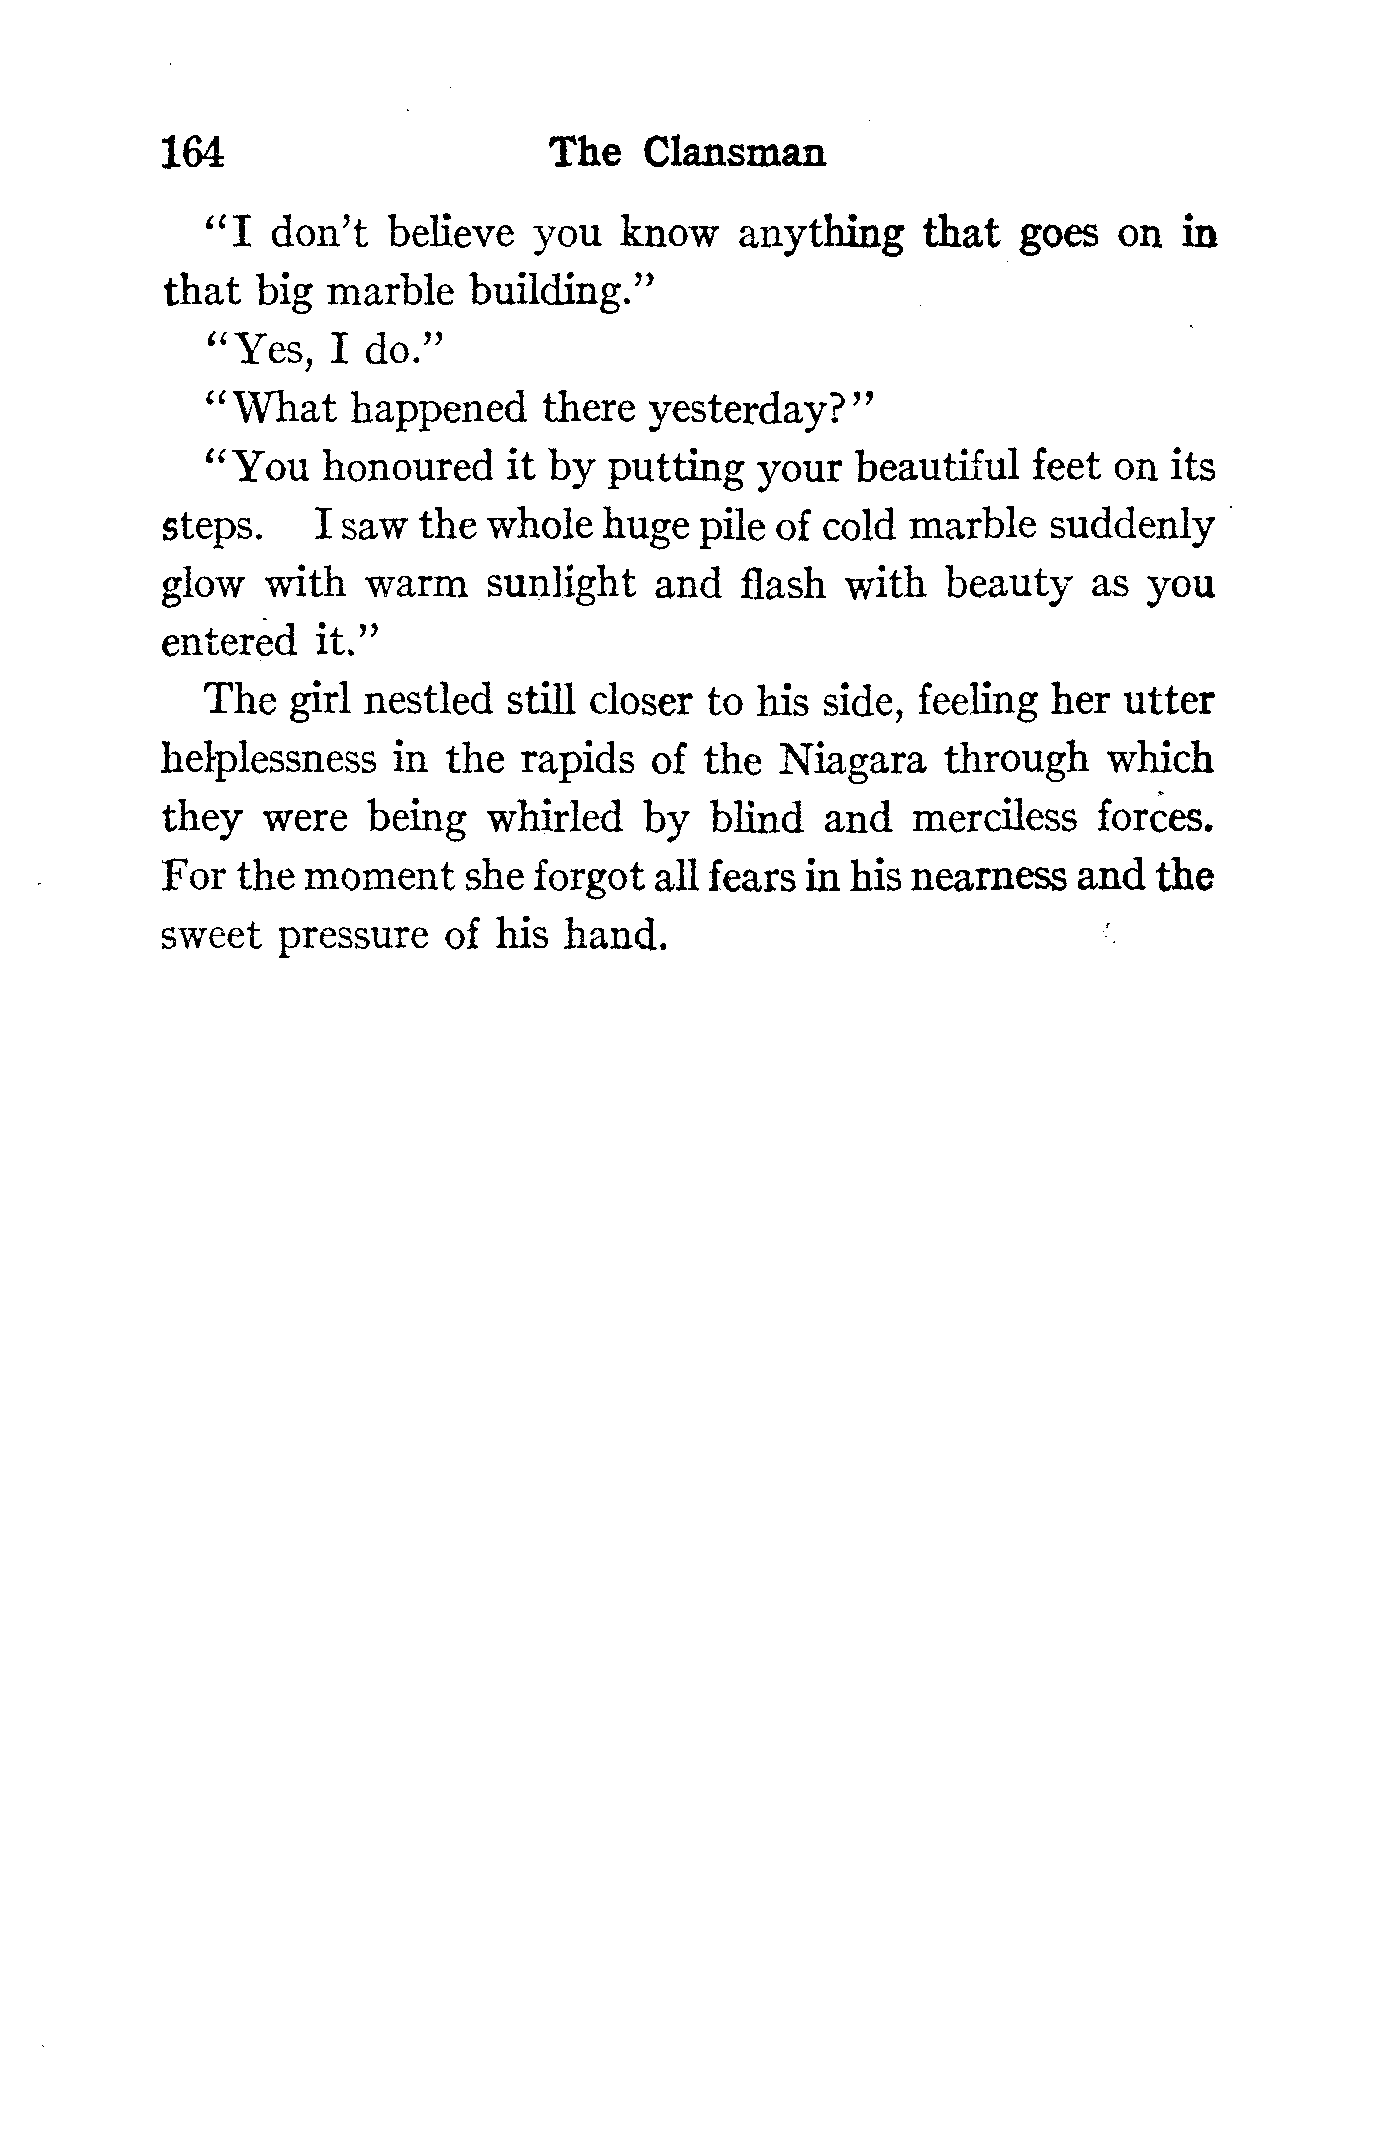 164 The Clansman
"I don't believe you know anything that goes on in
that big marble building."
"Yes, I do."
"What happened there yesterday?"
"You honoured it by putting your beautiful feet on its
steps. I saw the whole huge pile of cold marble suddenly
glow with warm sunlight and flash with beauty as you
entered it."
The girl nestled still closer to his side, feeling her utter
helplessness in the rapids of the Niagara through which
they were being whirled by blind and merciless forces.
For the moment she forgot all fears in his nearness and the
sweet pressure of his hand.